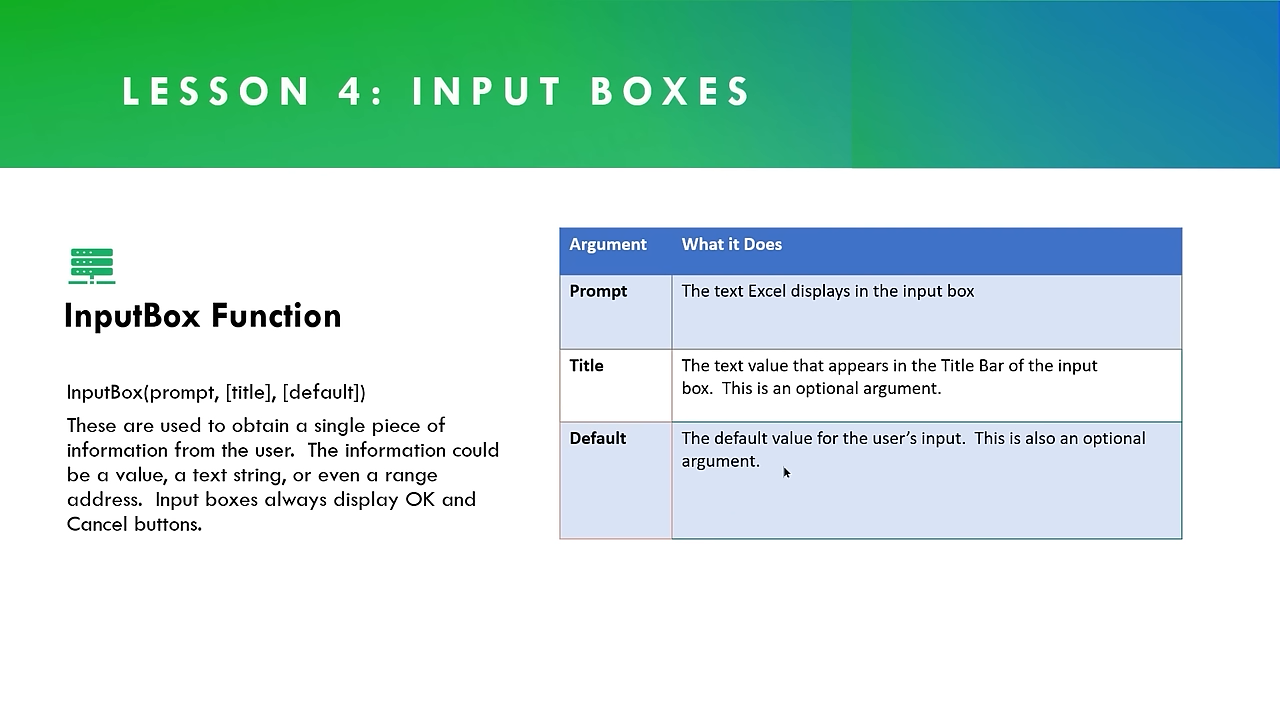 LESSON 4: INPUT BOXES
InputBox Function
InputBox(prompt, [title], [default])
These are used to obtain a single piece of
information from the user.  The information could
be a value, a text string, or even a range
address.  Input boxes always display OK and
Cancel buttons.
Argument What it Does
Prompt The text Excel displays in the input box
Title The text value that appears in the Title Bar of the input
box.  This is an optional argument.
Default The default value for the user’s input.  This is also an optional
argument.